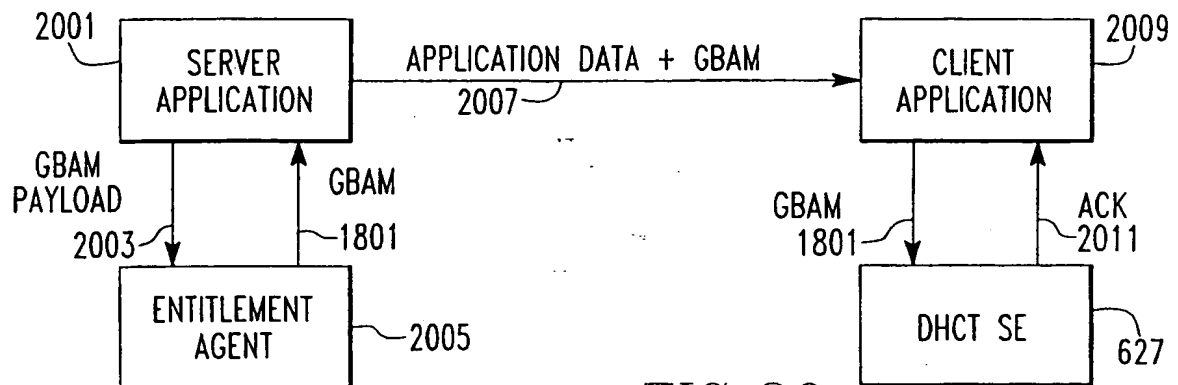 2001
SERVER
APPLICATION
APPLICATION DATA + GBAM
2007
CLIENT
APPLICATION
2009
GBAM
PAYLOAD
2003
GBAM
1801
GBAM
1801
ACK
2011
ENTITLEMENT
AGENT
2005
DHCT SE
627